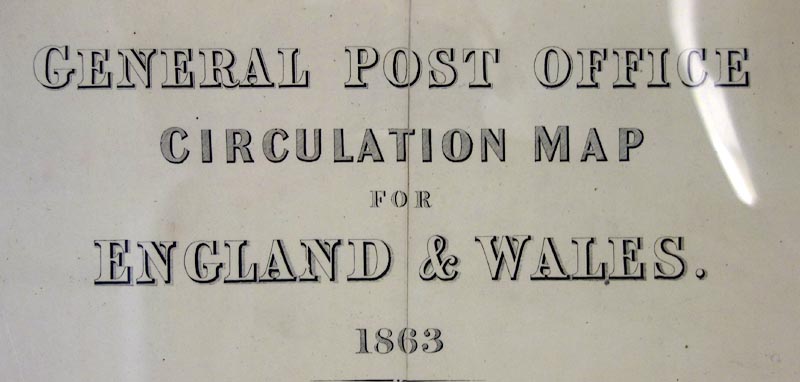 GENERAL POST OFFICE
CIRCULATION MAP
FOR
ENGLAND & WALES.
1863